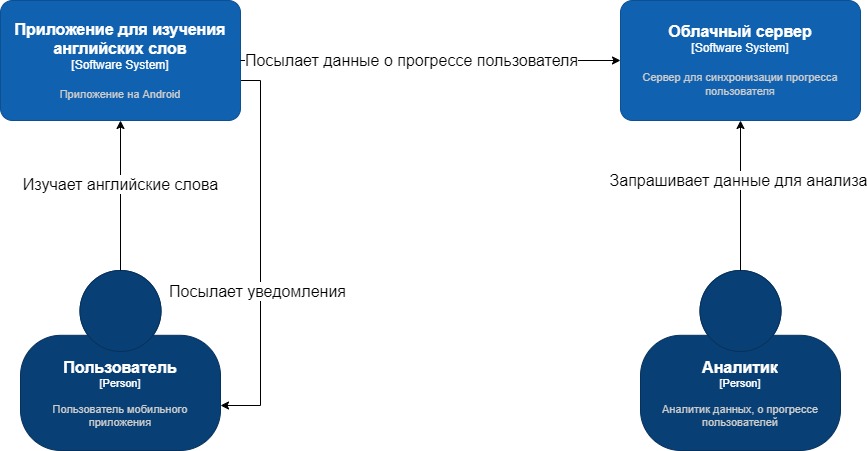 Приложение для изучения
английских слов
[Software System]
Приложение на Android
Посылает данные о прогрессе пользователя
Облачный сервер
[Software System]
Сервер для синхронизации прогресса
пользователя
Изучает английские слова
Запрашивает данные для анализа
Посылает уведомления
Пользователь
[Person]
Пользователь мобильного
приложения
Аналитик
[Person]
Аналитик данных, о прогрессе
пользователей